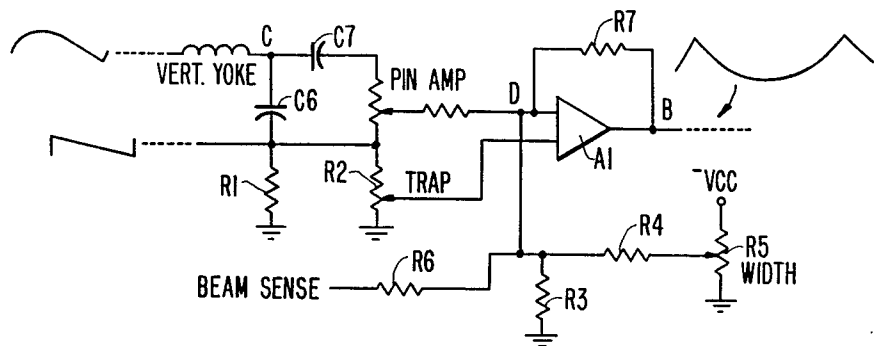 C
C7
R7
VERT. YOKE
PIN AMP
C6
D
B
A1
R1
R2
TRAP
-VCC
R4
R5
WIDTH
R6
BEAM SENSE
R3